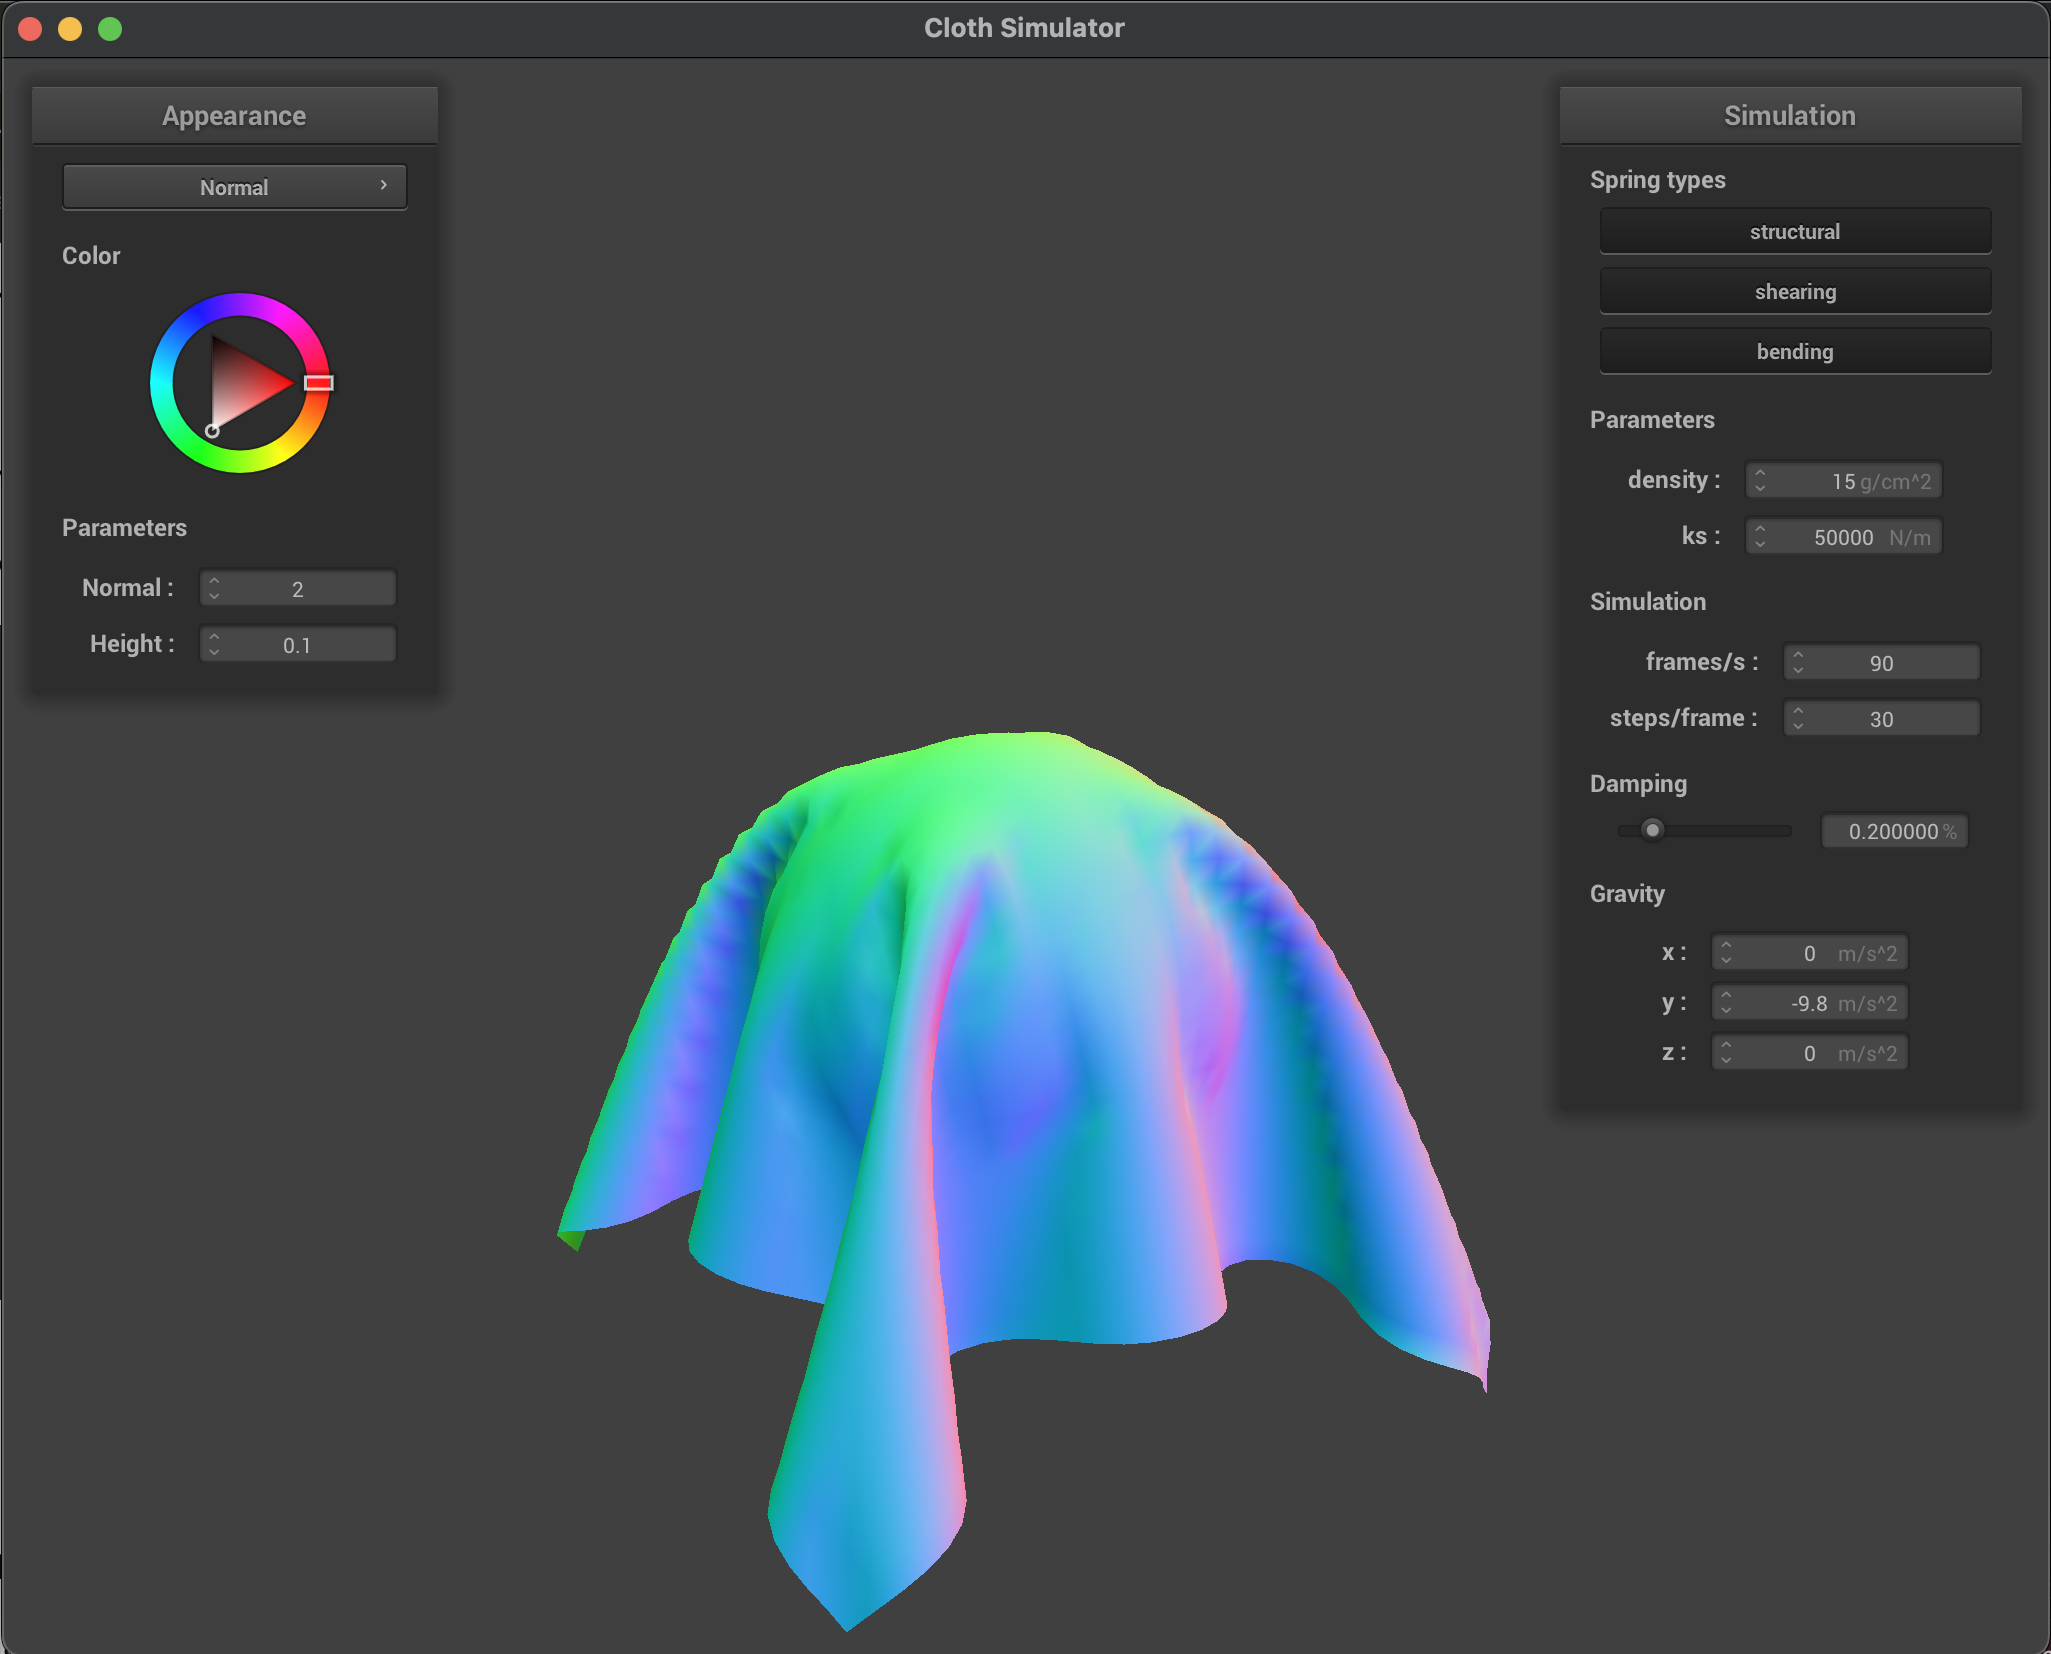 Cloth Simulator
Appearance
Normal
Color
Parameters
Normal : 2
Height : 0.1
Simulation
Spring types
structural
shearing
bending
Parameters
density : 15 g/cm^2
ks : 50000 N/m
Simulation
frames/s : 90
steps/frame : 30
Damping
0.200000 %
Gravity
x : 0 m/s^2
y : -9.8 m/s^2
z : 0 m/s^2